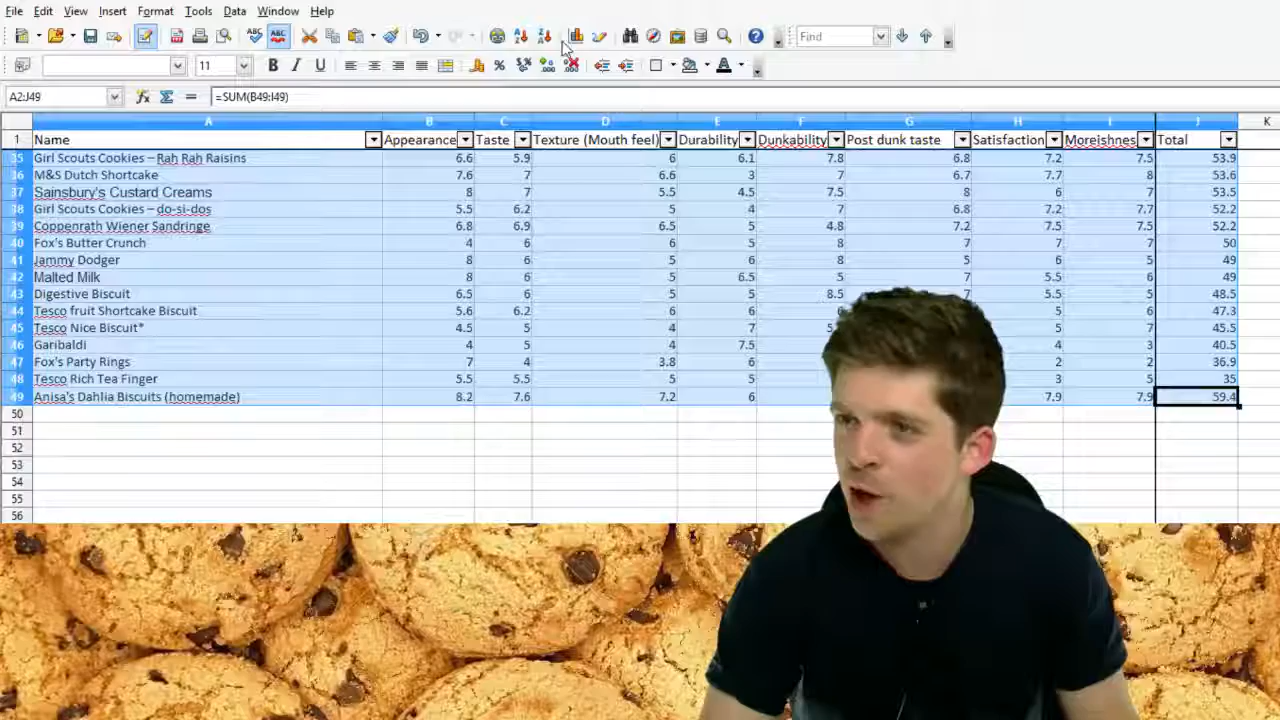 File Edit View Insert Format Tools Data Window Help
ABC ABC Find
11 B I U A
A2:J49 =SUM(B49:I49)
A B C D E F G H I J K
1 Name Appearance Taste Texture (Mouth feel) Durability Dunkability Post dunk taste Satisfaction Moreishnes Total
35 Girl Scouts Cookies – Rah Rah Raisins 6.6 5.9 6 6.1 7.8 6.8 7.2 7.5 53.9
36 M&S Dutch Shortcake 7.6 7 6.6 3 7 6.7 7.7 8 53.6
37 Sainsbury's Custard Creams 8 7 5.5 4.5 7.5 8 6 7 53.5
38 Girl Scouts Cookies – do-si-dos 5.5 6.2 5 4 7 6.8 7.2 7.7 52.2
39 Coppenrath Wiener Sandringe 6.8 6.9 6.5 5 4.8 7.2 7.5 7.5 52.2
40 Fox's Butter Crunch 4 6 6 5 8 7 7 7 50
41 Jammy Dodger 8 6 5 6 8 5 6 5 49
42 Malted Milk 8 6 5 6.5 5 7 5.5 6 49
43 Digestive Biscuit 6.5 6 5 5 8.5 7 5.5 5 48.5
44 Tesco fruit Shortcake Biscuit 5.6 6.2 6 6 5 6 47.3
45 Tesco Nice Biscuit* 4.5 5 4 7 6 5 45.5
46 Garibaldi 4 5 4 7.5 4 3 40.5
47 Fox's Party Rings 7 4 3.8 6 2 2 36.9
48 Tesco Rich Tea Finger 5.5 5.5 5 5 3 5 35
49 Anisa's Dahlia Biscuits (homemade) 8.2 7.6 7.2 6 7.9 7.9 59.4
50
51
52
53
54
55
56